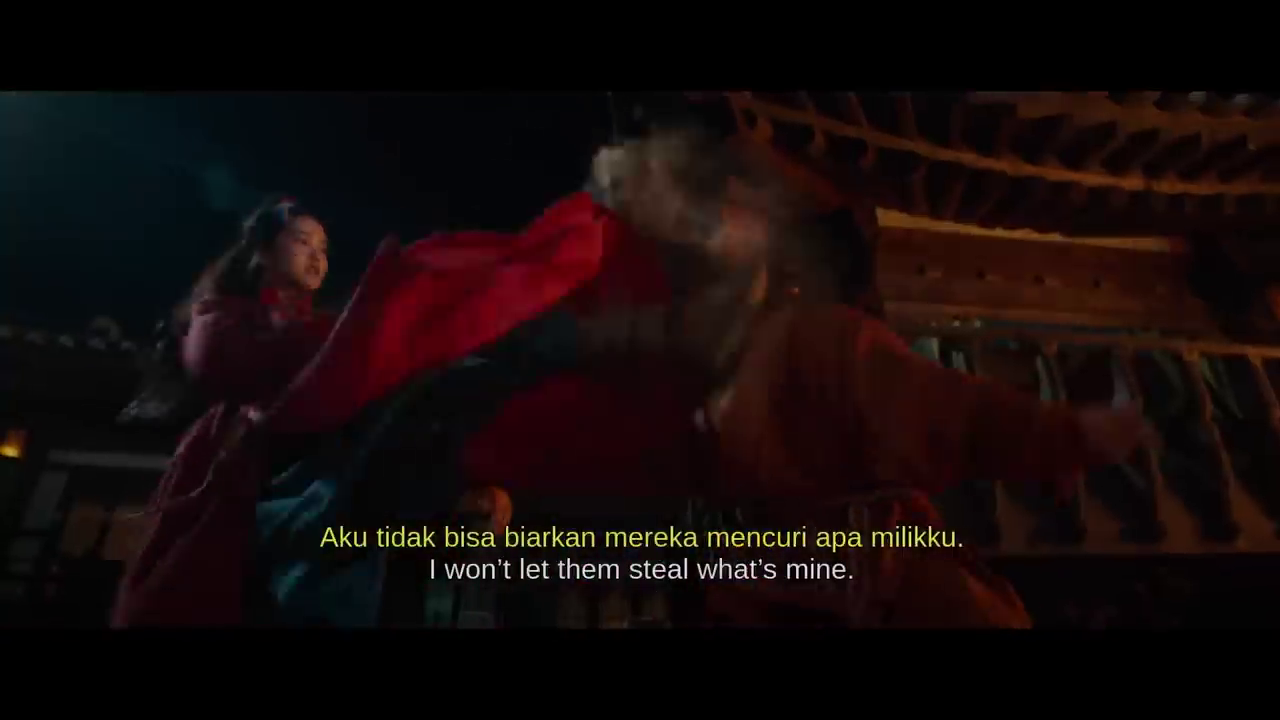 Aku tidak bisa biarkan mereka mencuri apa milikku.
I won’t let them steal what’s mine.